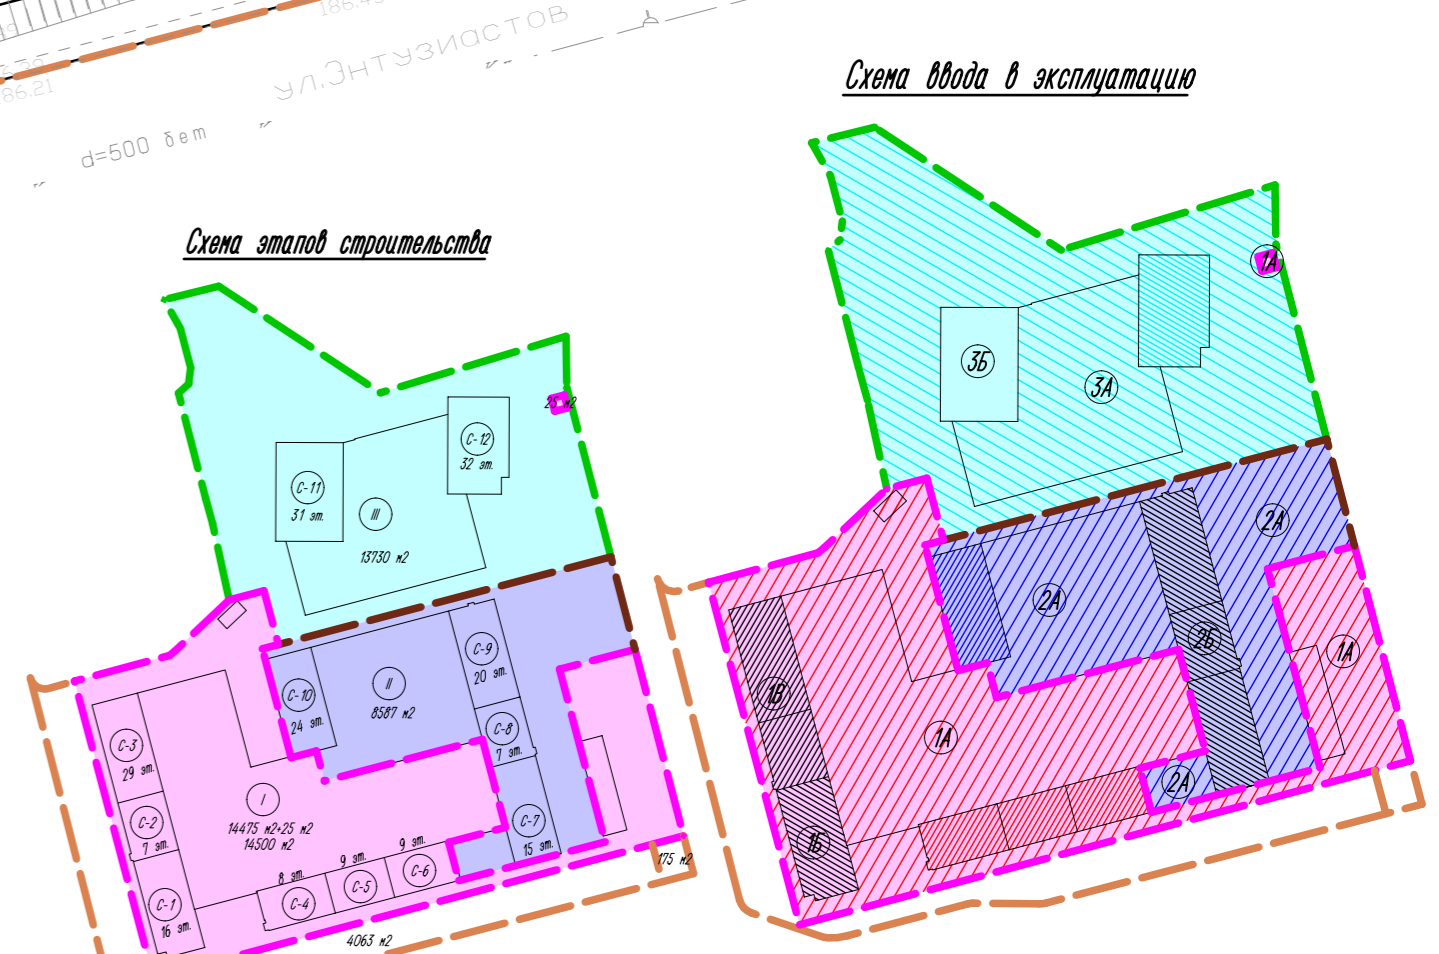 186.21
ул.Энтузиастов
d=500 бет
Схема ввода в эксплуатацию
Схема этапов строительства
1А
3Б
3А
2А
2А
2Б
1А
1В
1А
2А
1Б
25 м2
С-12
32 эт.
С-11
31 эт.
III
13730 м2
С-9
20 эт.
II
8587 м2
С-10
24 эт.
С-8
7 эт.
С-3
29 эт.
I
14475 м2+25 м2
14500 м2
С-2
7 эт.
С-7
15 эт.
9 эт.
9 эт.
8 эт.
С-6
С-5
С-4
С-1
16 эт.
175 м2
4063 м2